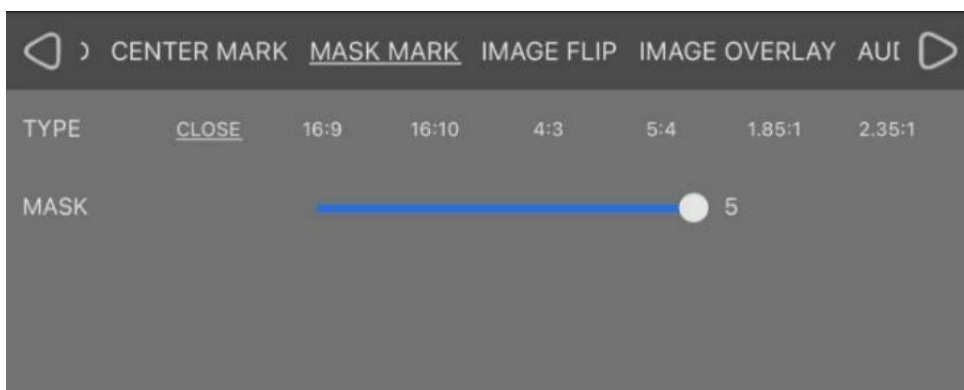 CENTER MARK MASK MARK IMAGE FLIP IMAGE OVERLAY
TYPE CLOSE 16:9 16:10 4:3 5:4 1.85:1 2.35:1
MASK 5